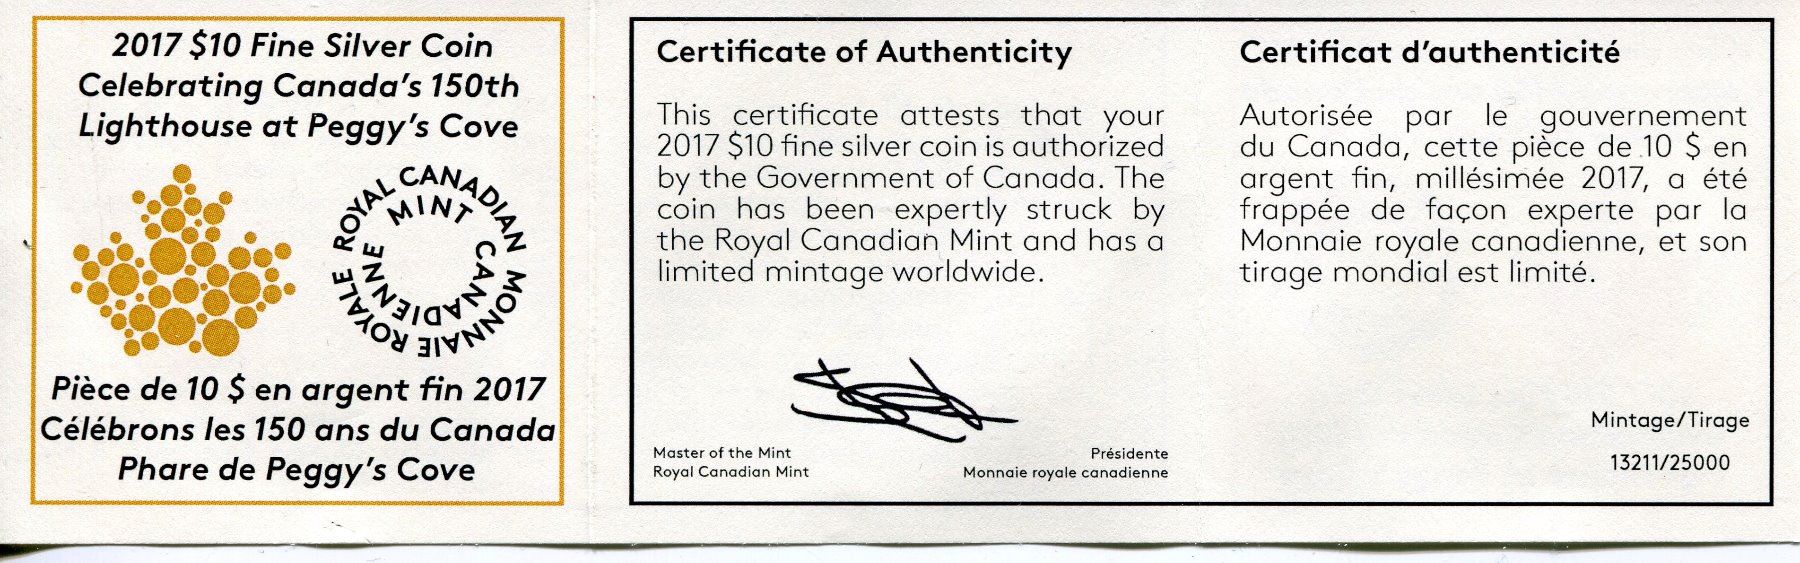 2017 $10 Fine Silver Coin
Celebrating Canada's 150th
Lighthouse at Peggy's Cove
ROYAL CANADIAN MINT
MONNAIE ROYALE CANADIENNE
Pièce de 10 $ en argent fin 2017
Célébrons les 150 ans du Canada
Phare de Peggy's Cove
Certificate of Authenticity
This certificate attests that your
2017 $10 fine silver coin is authorized
by the Government of Canada. The
coin has been expertly struck by
the Royal Canadian Mint and has a
limited mintage worldwide.
Master of the Mint
Royal Canadian Mint
Présidente
Monnaie royale canadienne
Certificat d'authenticité
Autorisée par le gouvernement
du Canada, cette pièce de 10 $ en
argent fin, millésimée 2017, a été
frappée de façon experte par la
Monnaie royale canadienne, et son
tirage mondial est limité.
Mintage/Tirage
13211/25000